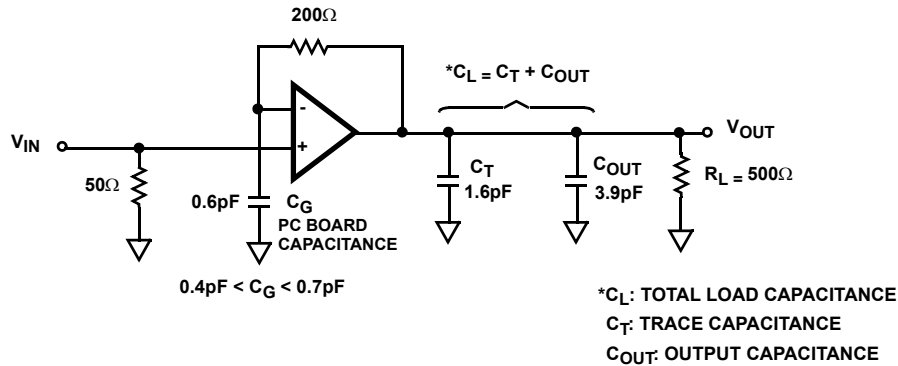 200Ω
*CL = CT + COUT
-
+
VIN
VOUT
50Ω
0.6pF
CG
PC BOARD
CAPACITANCE
CT
1.6pF
COUT
3.9pF
RL = 500Ω
0.4pF < CG < 0.7pF
*CL: TOTAL LOAD CAPACITANCE
CT: TRACE CAPACITANCE
COUT: OUTPUT CAPACITANCE